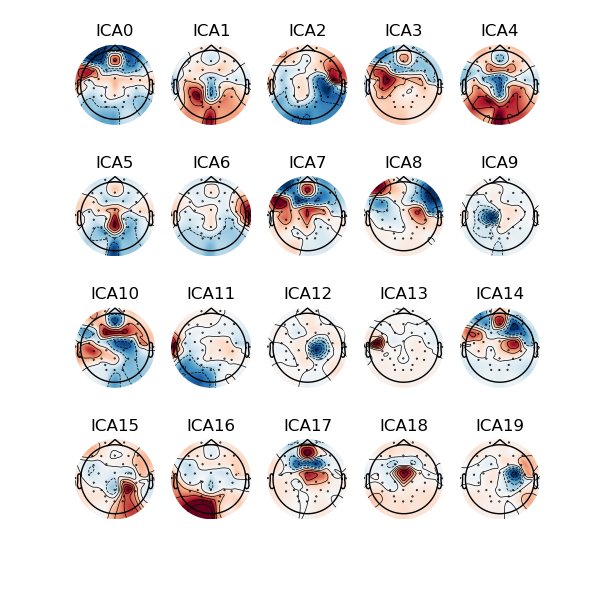 ICA0 ICA1 ICA2 ICA3 ICA4
ICA5 ICA6 ICA7 ICA8 ICA9
ICA10 ICA11 ICA12 ICA13 ICA14
ICA15 ICA16 ICA17 ICA18 ICA19